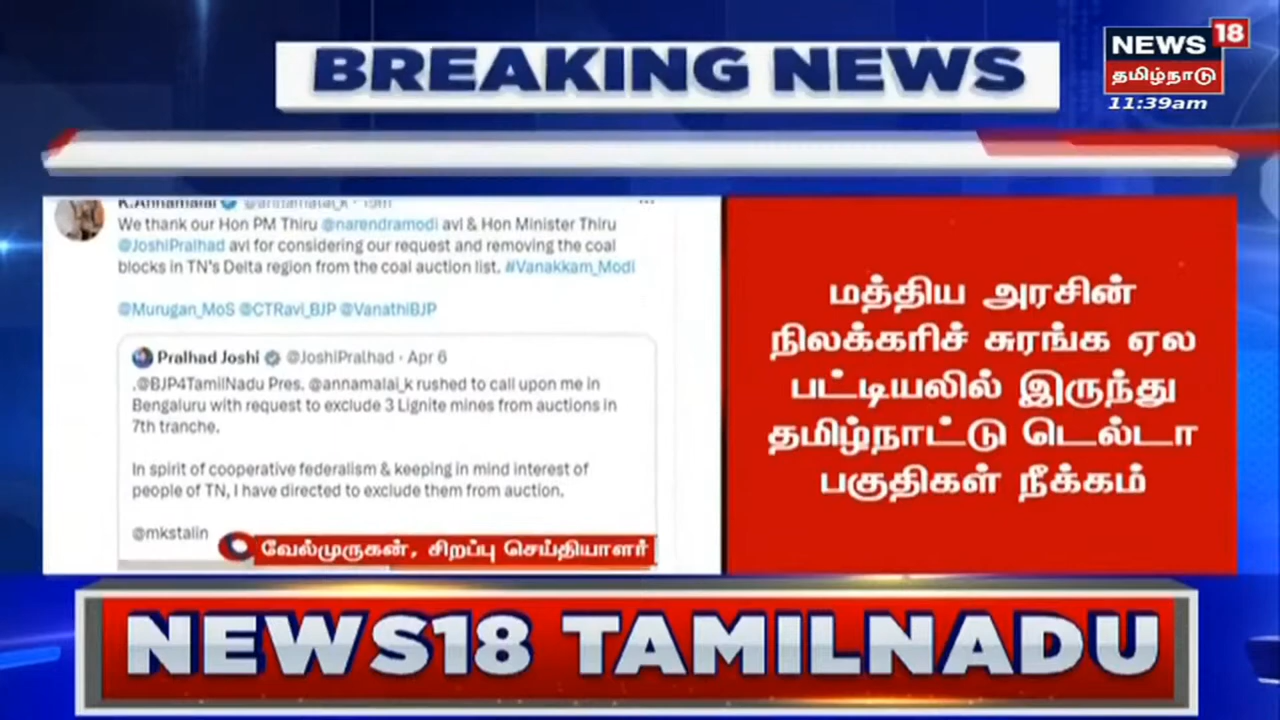 BREAKING NEWS
NEWS 18
தமிழ்நாடு
11:39am
K.Annamalai @annamalai_k
We thank our Hon PM Thiru @narendramodi avl & Hon Minister Thiru
@JoshiPralhad avl for considering our request and removing the coal
blocks in TN's Delta region from the coal auction list. #Vanakkam_Modi
@Murugan_MoS @CTRavi_BJP @VanathiBJP
Pralhad Joshi @JoshiPralhad · Apr 6
.@BJP4TamilNadu Pres. @annamalai_k rushed to call upon me in
Bengaluru with request to exclude 3 Lignite mines from auctions in
7th tranche.
In spirit of cooperative federalism & keeping in mind interest of
people of TN, I have directed to exclude them from auction.
@mkstalin
வேல்முருகன், சிறப்பு செய்தியாளர்
மத்திய அரசின்
நிலக்கரிச் சுரங்க ஏல
பட்டியலில் இருந்து
தமிழ்நாட்டு டெல்டா
பகுதிகள் நீக்கம்
NEWS18 TAMILNADU